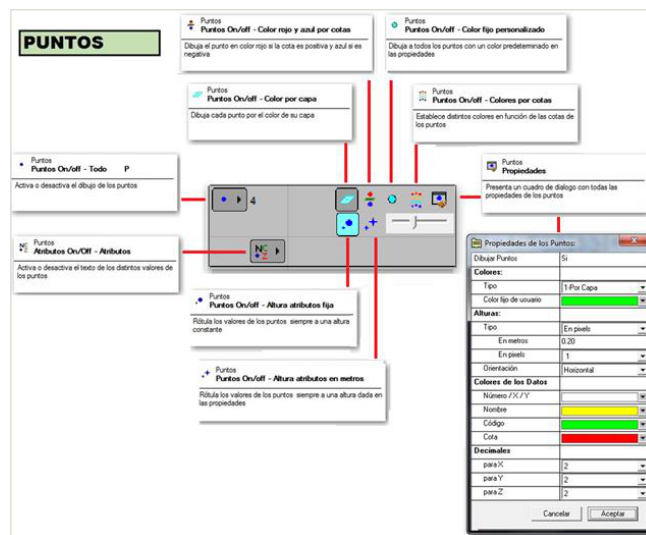 PUNTOS
Puntos
Puntos On/off - Color rojo y azul por cotas
Dibuja el punto en color rojo si la cota es positiva y azul si es
negativa
Puntos
Puntos On/off - Color fijo personalizado
Dibuja a todos los puntos con un color predeterminado en
las propiedades
Puntos
Puntos On/off - Color por capa
Dibuja cada punto por el color de su capa
Puntos
Puntos On/off - Colores por cotas
Establece distintos colores en función de las cotas de
los puntos
Puntos
Puntos On/off - Todo P
Activa o desactiva el dibujo de los puntos
Puntos
Propiedades
Presenta un cuadro de dialogo con todas las
propiedades de los puntos
4
NC
Z
Puntos
Atributos On/Off - Atributos
Activa o desactiva el texto de los distintos valores de
los puntos
NC
Z
Puntos
Puntos On/off - Altura atributos fija
Rótula los valores de los puntos siempre a una altura
constante
Puntos
Puntos On/off - Altura atributos en metros
Rótula los valores de los puntos siempre a una altura dada en
las propiedades
Propiedades de los Puntos:
Dibujar Puntos Si
Colores:
Tipo 1-Por Capa
Color fijo de usuario
Alturas:
Tipo En pixels
En metros 0.20
En pixels 1
Orientación Horizontal
Colores de los Datos
Número / X / Y
Nombre
Código
Cota
Decimales
para X 2
para Y 2
para Z 2
Cancelar Aceptar